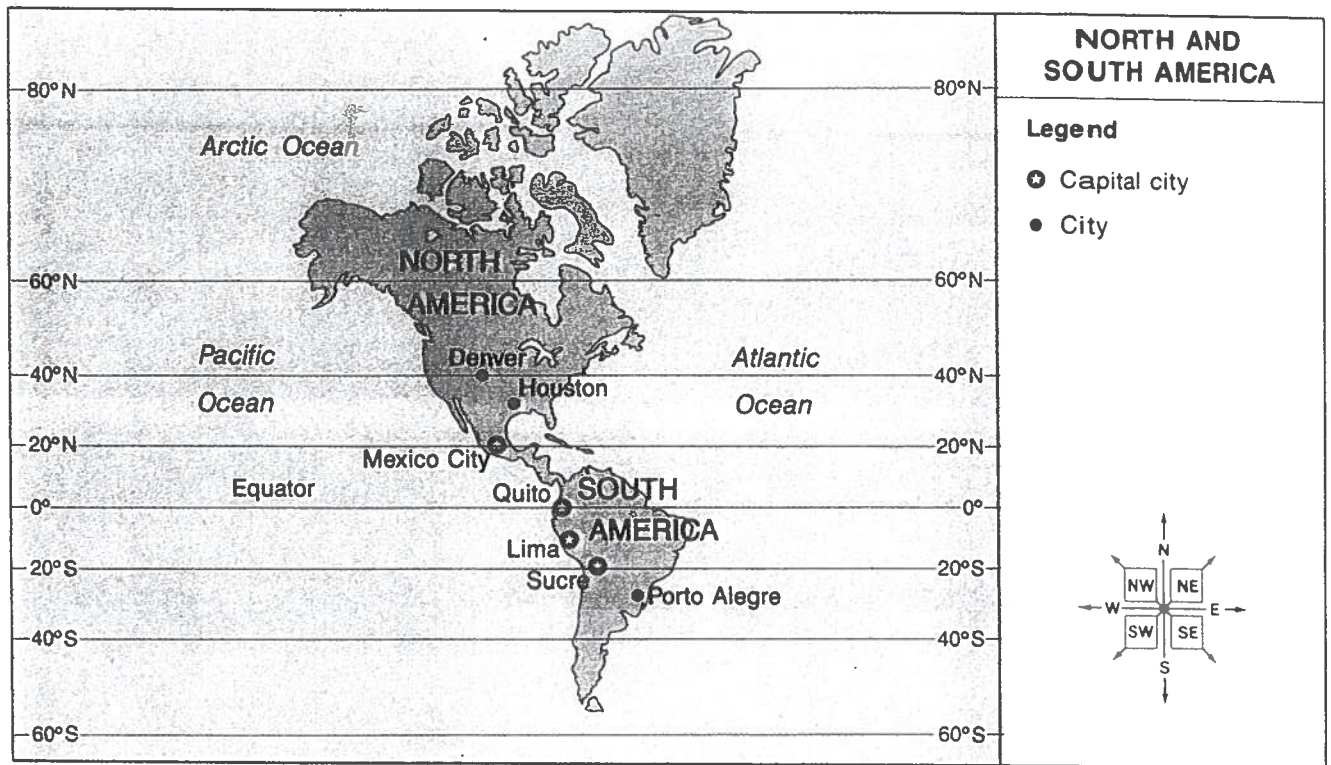 NORTH AND
SOUTH AMERICA
Legend
Capital city
City
80°N 80°N
Arctic Ocean
NORTH
60°N 60°N
AMERICA
Pacific
Ocean
Atlantic
Ocean
Denver
40°N 40°N
Houston
20°N 20°N
Mexico City
Equator
Quito
SOUTH
AMERICA
0° 0°
Lima
20°S 20°S
Sucre
Porto Alegre
40°S 40°S
60°S 60°S
N
NW NE
W E
SW SE
S